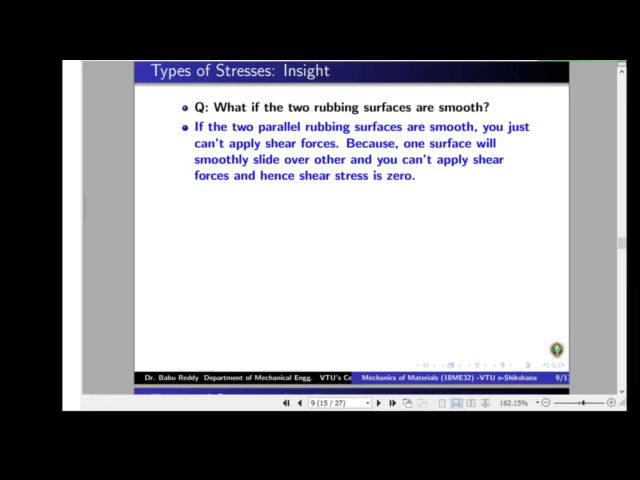 Types of Stresses: Insight
Q: What if the two rubbing surfaces are smooth?
If the two parallel rubbing surfaces are smooth, you just
can't apply shear forces. Because, one surface will
smoothly slide over other and you can't apply shear
forces and hence shear stress is zero.
Dr. Babu Reddy Department of Mechanical Engg. VTU's Ce Mechanics of Materials (18ME32) -VTU e-Shikshana
9 (15 / 27) 162.15%